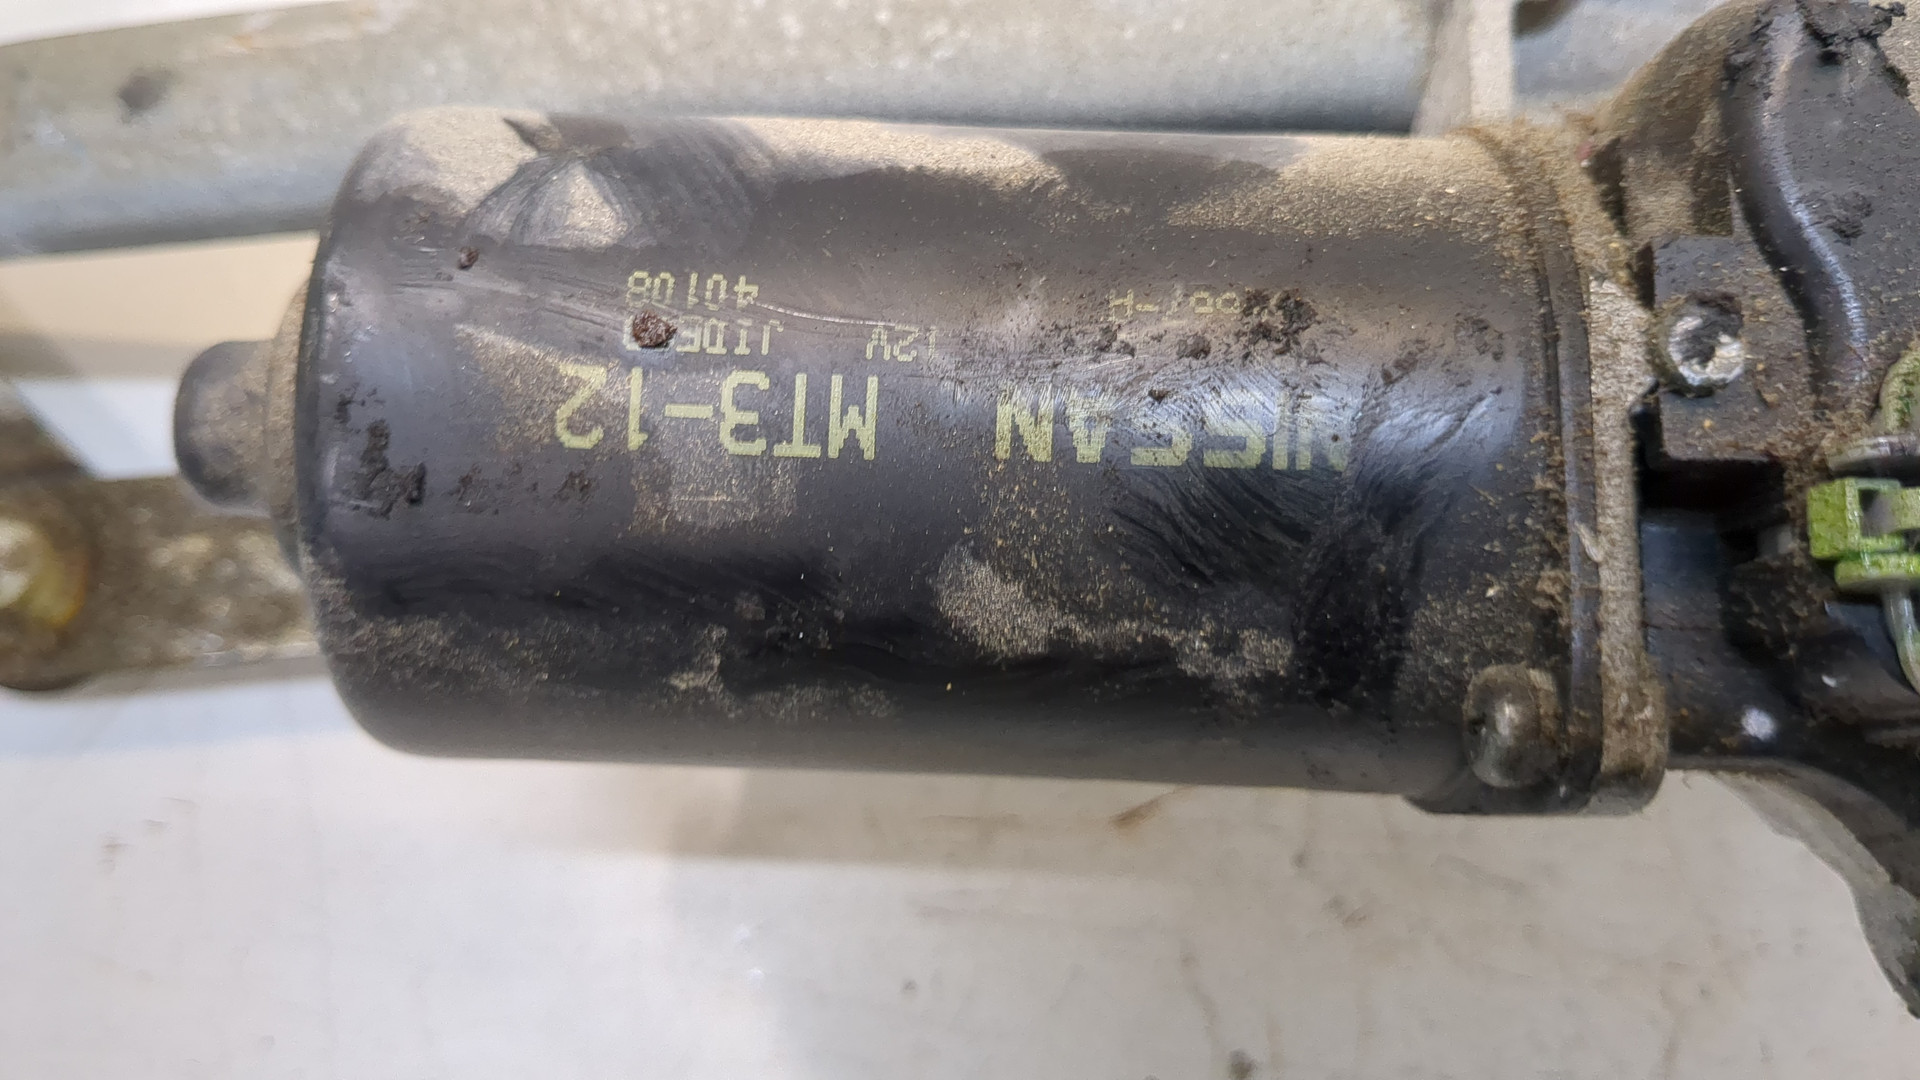 NISSAN MT3-12
12V JIDECO
40108